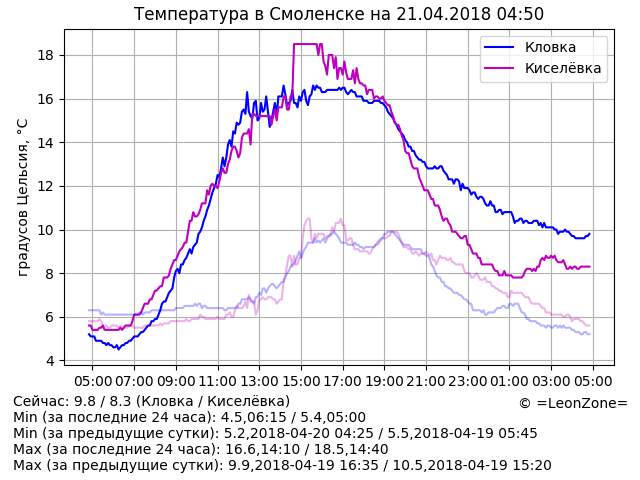 Температура в Смоленске на 21.04.2018 04:50
Кловка
Киселёвка
градусов Цельсия, °C
18
16
14
12
10
8
6
4
05:00 07:00 09:00 11:00 13:00 15:00 17:00 19:00 21:00 23:00 01:00 03:00 05:00
Сейчас: 9.8 / 8.3 (Кловка / Киселёвка)
© =LeonZone=
Min (за последние 24 часа): 4.5,06:15 / 5.4,05:00
Min (за предыдущие сутки): 5.2,2018-04-20 04:25 / 5.5,2018-04-19 05:45
Max (за последние 24 часа): 16.6,14:10 / 18.5,14:40
Max (за предыдущие сутки): 9.9,2018-04-19 16:35 / 10.5,2018-04-19 15:20